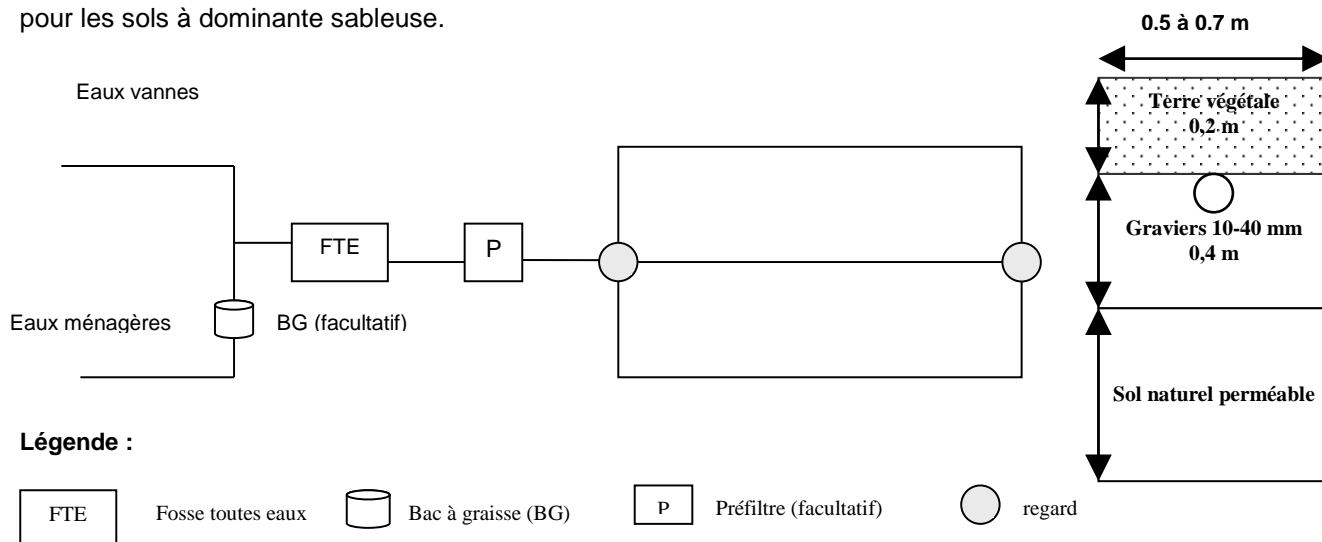 pour les sols à dominante sableuse.
0.5 à 0.7 m
Eaux vannes
Terre végétale
0,2 m
FTE
P
Graviers 10-40 mm
0,4 m
Eaux ménagères
BG (facultatif)
Sol naturel perméable
Légende :
FTE
Fosse toutes eaux
Bac à graisse (BG)
P
Préfiltre (facultatif)
regard